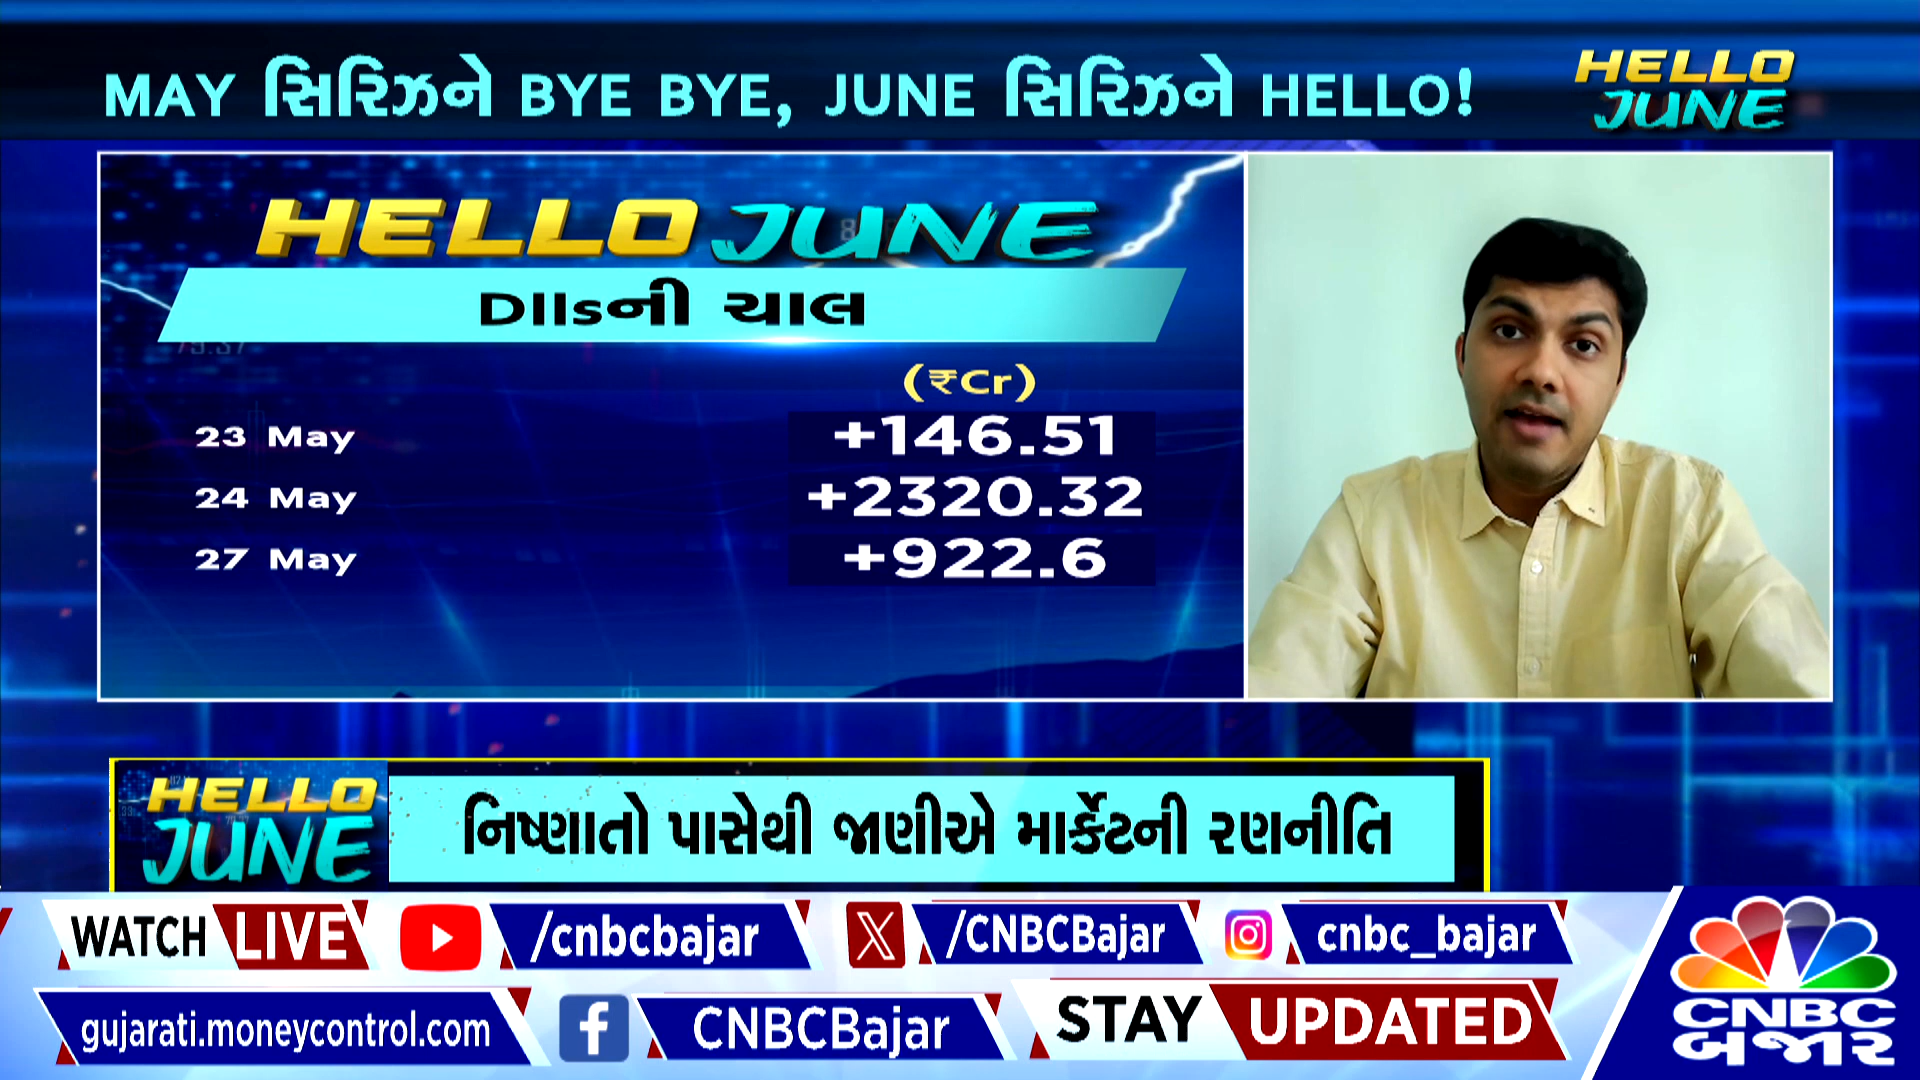 MAY સિરિઝને BYE BYE, JUNE સિરિઝને HELLO!
HELLO
JUNE
HELLO JUNE
DIIsની ચાલ
(₹Cr)
23 May +146.51
24 May +2320.32
27 May +922.6
HELLO
JUNE
નિષ્ણાતો પાસેથી જાણીએ માર્કેટની રણનીતિ
WATCH LIVE /cnbcbajar /CNBCBajar cnbc_bajar
gujarati.moneycontrol.com CNBCBajar STAY UPDATED
CNBC
બજાર